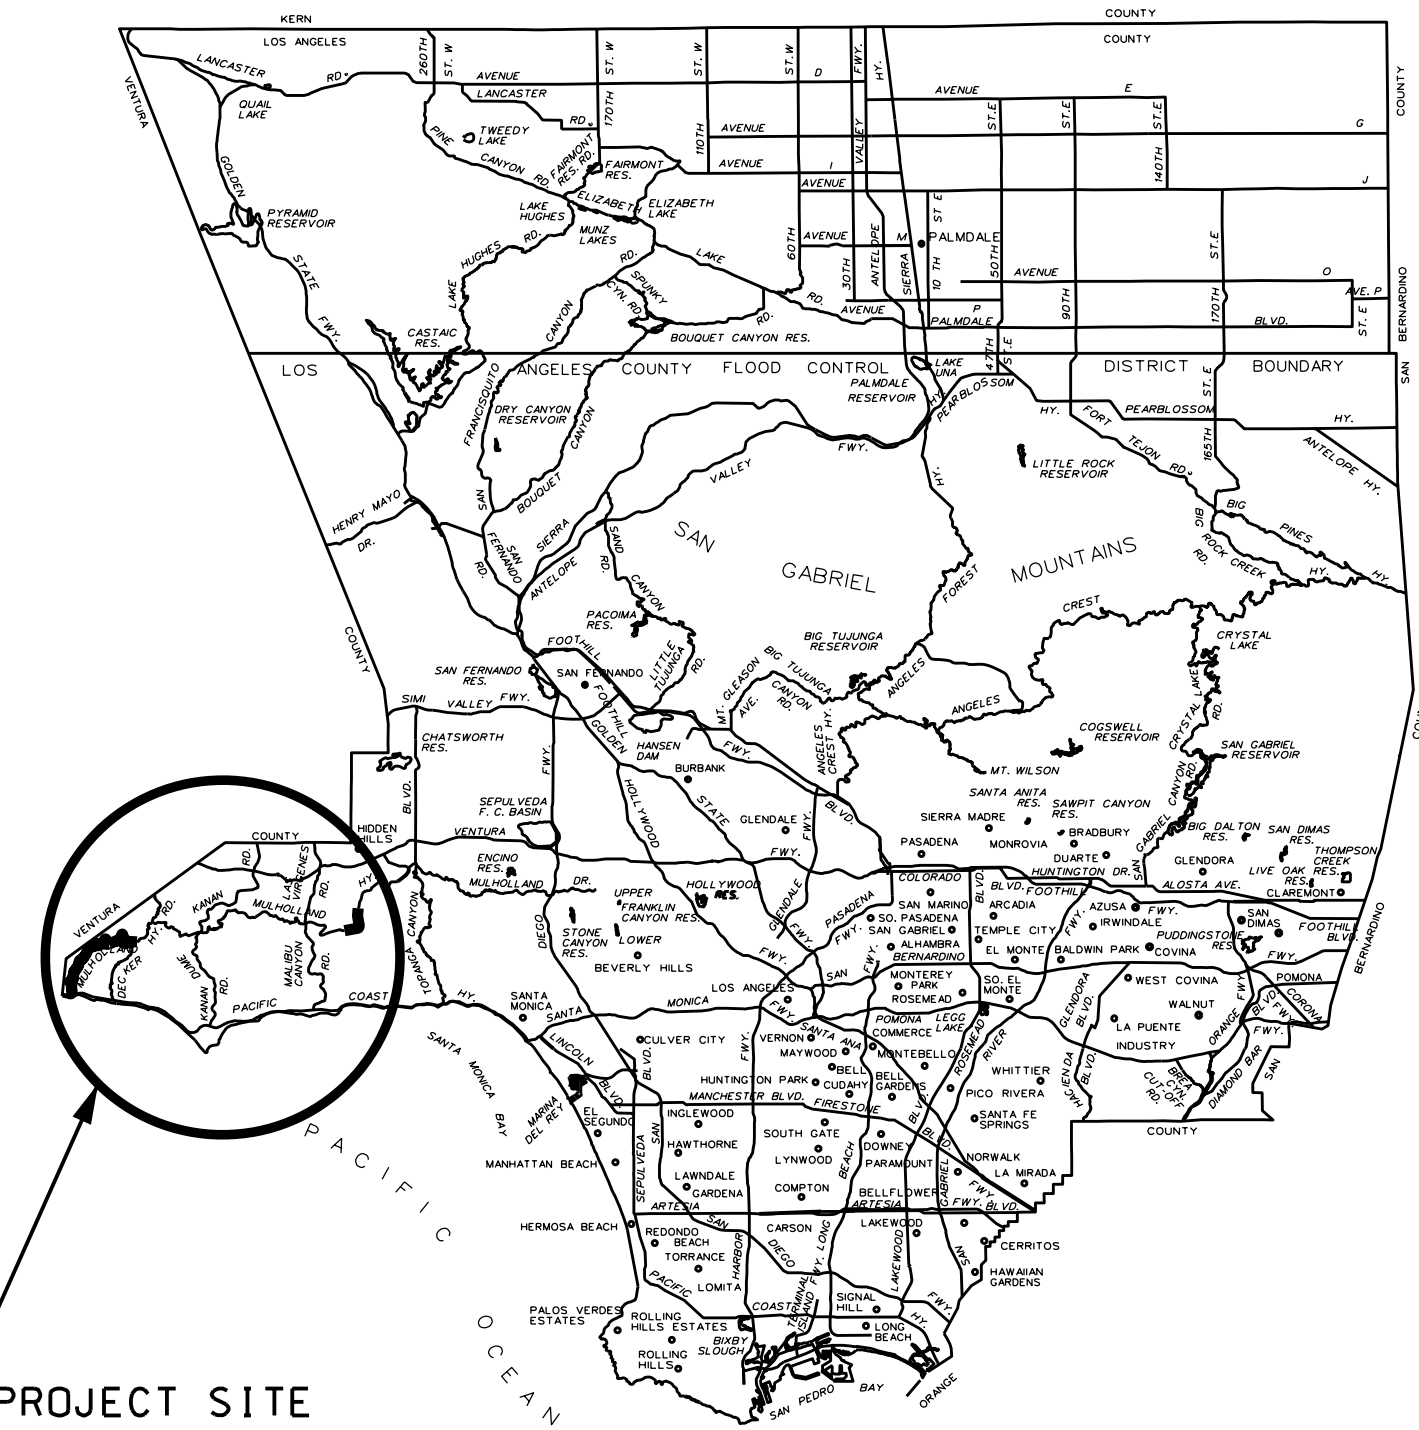 KERN
COUNTY
LOS ANGELES
COUNTY
LANCASTER
RD.
260TH
ST. W
AVENUE
170TH
ST. W
110TH
ST. W
ST.W
D
FWY.
HY.
AVENUE
E
COUNTY
VENTURA
QUAIL
LAKE
LANCASTER
RD.
ST.E
ST.E
ST.E
G
PINE
TWEEDY
LAKE
AVENUE
VALLEY
CANYON
RD.
FAIRMONT
RES. RD.
FAIRMONT
RES.
AVENUE
I
140TH
GOLDEN
AVENUE
J
LAKE
HUGHES
ELIZABETH
ELIZABETH
LAKE
ST E
PYRAMID
RESERVOIR
MUNZ
LAKES
HUGHES
RD.
RD.
LAKE
60TH
AVENUE
M
PALMDALE
ST.E
STATE
LAKE
SPUNKY
CYN. RD.
CANYON
30TH
ANTELOPE
SIERRA
10 TH
50TH
AVENUE
O
AVE. P
BERNARDINO
RD.
RD.
AVENUE
P
90TH
170TH
ST. E
FWY.
CASTAIC
RES.
BOUQUET CANYON RES.
PALMDALE
BLVD.
47TH
ST.E
LOS
ANGELES
COUNTY
FLOOD
CONTROL
LAKE
UNA
DISTRICT
BOUNDARY
SAN
FRANCISQUITO
PALMDALE
RESERVOIR
HY.
PEARBLOSSOM
ST. E
DRY CANYON
RESERVOIR
CANYON
HY.
FORT
PEARBLOSSOM
HY.
TEJON
RD.
165TH
ANTELOPE HY.
FWY.
VALLEY
HY.
LITTLE ROCK
RESERVOIR
HENRY MAYO
DR.
SAN
BOUQUET
BIG
PINES
HY.
BIG
ROCK CREEK
RD.
HY.
SAN
FERNANDO
RD.
SAN
FERNANDO
SIERRA
ANTELOPE
SAND
RD.
CANYON
SAN
GABRIEL
MOUNTAINS
FOREST
CREST
COUNTY
PACOIMA
RES.
BIG TUJUNGA
RESERVOIR
CRYSTAL
LAKE
FOOTHILL
LITTLE
TUJUNGA
RD.
SAN FERNANDO
RES.
SAN FERNANDO
MT. GLEASON
AVE.
BIG TUJUNGA
CANYON
RD.
ANGELES
ANGELES
CRYSTAL LAKE
RD.
SIMI
VALLEY
FWY.
FOOTHILL
GOLDEN
CHATSWORTH
RES.
HANSEN
DAM
FWY.
ANGELES
CREST HY.
COGSWELL
RESERVOIR
SAN GABRIEL
RESERVOIR
FWY.
BURBANK
MT. WILSON
CANYON
RD.
BLVD.
HOLLYWOOD
STATE
SANTA ANITA
RES.
SAWPIT CANYON
RES.
SEPULVEDA
F. C. BASIN
GLENDALE
BLVD.
SIERRA MADRE
BRADBURY
BIG DALTON
RES.
SAN DIMAS
RES.
COUNTY
HIDDEN
HILLS
VENTURA
FWY.
FWY.
PASADENA
MONROVIA
DUARTE
GABRIEL
SAN
GLENDORA
THOMPSON
CREEK
RES.
LIVE OAK
RES.
ENCINO
RES.
MULHOLLAND
DR.
COLORADO
BLVD.
HUNTINGTON DR.
BLVD.
FOOTHILL
ALOSTA AVE.
CLAREMONT
RD.
LAS
VIRGENES
RD.
HY.
KANAN
MULHOLLAND
UPPER
FRANKLIN
CANYON RES.
HOLLYWOOD
RES.
GLENDALE
FWY.
PASADENA
FWY.
SAN MARINO
ARCADIA
AZUSA
FWY.
SAN
DIMAS
VENTURA
RD.
HY.
TOPANGA CANYON
DIEGO
STONE
CANYON
RES.
LOWER
SO. PASADENA
SAN GABRIEL
TEMPLE CITY
FWY.
IRWINDALE
PUDDINGSTONE
RES.
FOOTHILL
BLVD.
MULHOLLAND
DECKER
DUME
KANAN
RD.
MALIBU
CANYON
RD.
BEVERLY HILLS
ALHAMBRA
BERNARDINO
EL MONTE
BALDWIN PARK
COVINA
FWY.
BERNARDINO
SAN
FWY.
MONTEREY
PARK
SO. EL
MONTE
WEST COVINA
POMONA
PACIFIC
COAST
HY.
SANTA
MONICA
SANTA
MONICA
LOS ANGELES
ROSEMEAD
LEGG
LAKE
GLENDORA
BLVD.
WALNUT
FWY
CORONA
FWY.
BLVD.
FWY.
SANTA ANA
POMONA
COMMERCE
LA PUENTE
ORANGE
FWY.
SANTA
MONICA
BAY
LINCOLN
BLVD.
CULVER CITY
BLVD.
FWY.
VERNON
MAYWOOD
MONTEBELLO
ROSEMEAD
RIVER
INDUSTRY
BREA
CYN.
CUT-OFF
RD.
DIAMOND BAR
SAN
HUNTINGTON PARK
BELL
CUDAHY
BELL
GARDENS
WHITTIER
HACIENDA
BLVD.
MANCHESTER BLVD.
FIRESTONE
BLVD.
PICO RIVERA
MARINA
DEL REY
EL
SEGUNDO
INGLEWOOD
SAN
SOUTH GATE
BLVD.
SANTA FE
SPRINGS
COUNTY
PACIFIC
OCEAN
HAWTHORNE
DOWNEY
MANHATTAN BEACH
LYNWOOD
BEACH
PARAMOUNT
NORWALK
SEPULVEDA
LAWNDALE
GARDENA
COMPTON
BELLFLOWER
GABRIEL
FWY.
LA MIRADA
ARTESIA
ARTESIA
FWY.
BLVD.
HERMOSA BEACH
REDONDO
BEACH
SAN
DIEGO
CARSON
LAKEWOOD
TORRANCE
HARBOR
FWY.
LONG
LAKEWOOD
SAN
CERRITOS
PACIFIC
LOMITA
HAWAIIAN
GARDENS
PALOS VERDES
ESTATES
ROLLING
HILLS ESTATES
COAST
TERMINAL
ISLAND
SIGNAL
HILL
HY.
FWY.
BIXBY
SLOUGH
LONG
BEACH
ROLLING
HILLS
SAN PEDRO BAY
ORANGE
PROJECT SITE